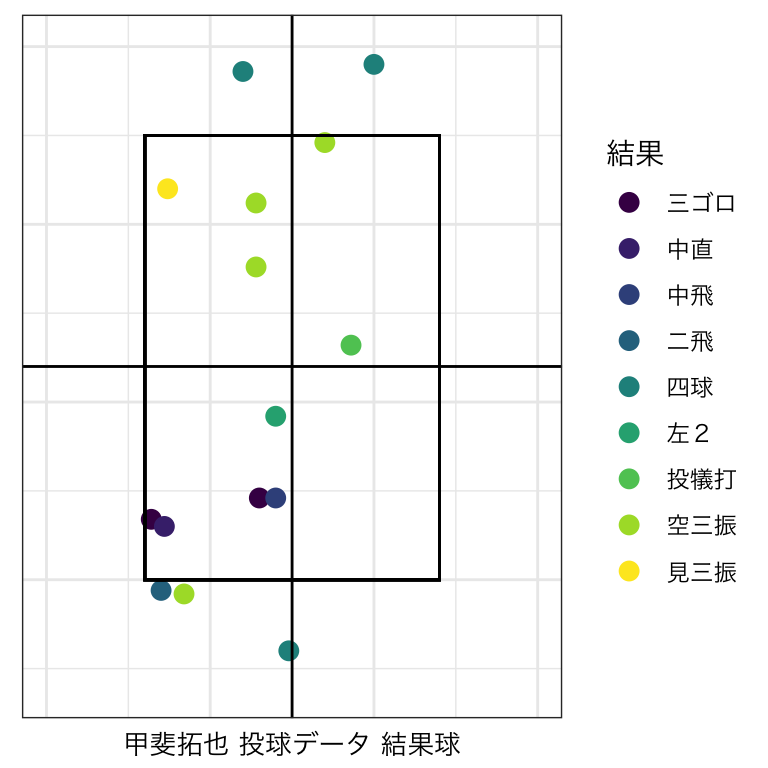 結果
三ゴロ
中直
中飛
二飛
四球
左２
投犠打
空三振
見三振
甲斐拓也 投球データ 結果球